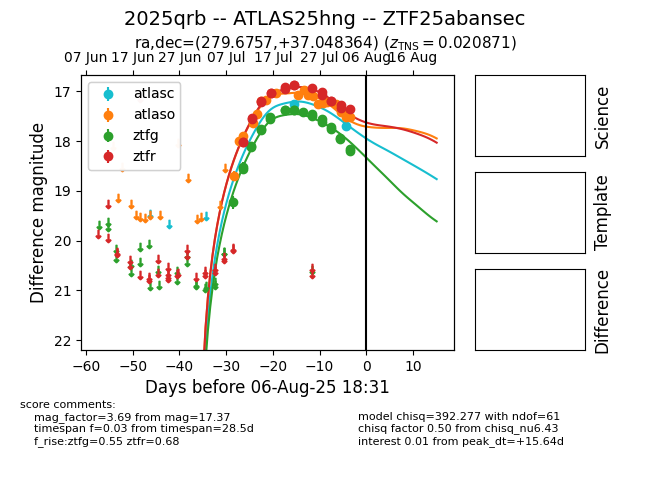 2025qrb -- ATLAS25hng -- ZTF25abansec
ra,dec=(279.6757,+37.048364) (z_TNS = 0.020871)
07 Jun 17 Jun 27 Jun 07 Jul 17 Jul 27 Jul 06 Aug 16 Aug
atlasc
atlaso
ztfg
ztfr
17
18
19
20
21
22
Difference magnitude
−60 −50 −40 −30 −20 −10 0 10
Days before 06-Aug-25 18:31
Science
Template
Difference
score comments:
mag_factor=3.69 from mag=17.37
timespan f=0.03 from timespan=28.5d
f_rise:ztfg=0.55 ztfr=0.68
model chisq=392.277 with ndof=61
chisq factor 0.50 from chisq_nu6.43
interest 0.01 from peak_dt=+15.64d